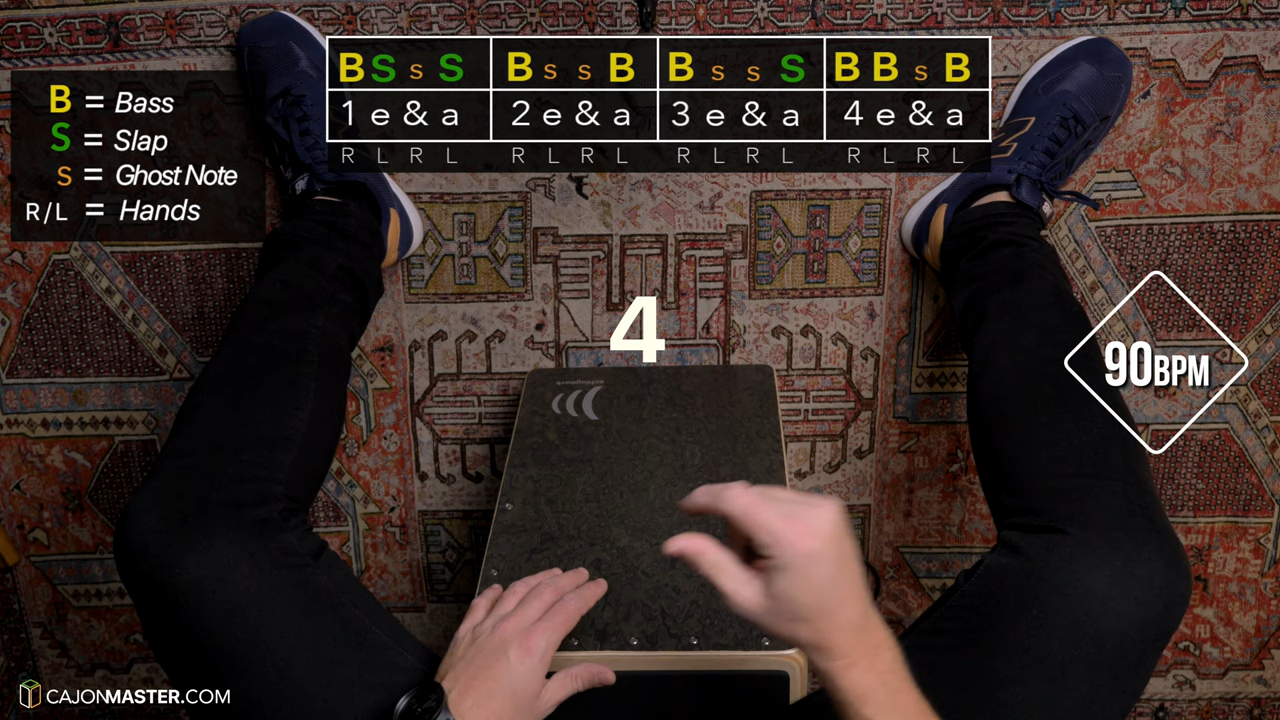 B S s S B s s B B s s S B B s B
1 e & a 2 e & a 3 e & a 4 e & a
R L R L R L R L R L R L R L R L
B = Bass
S = Slap
s = Ghost Note
R/L = Hands
4
90BPM
CAJONMASTER.COM